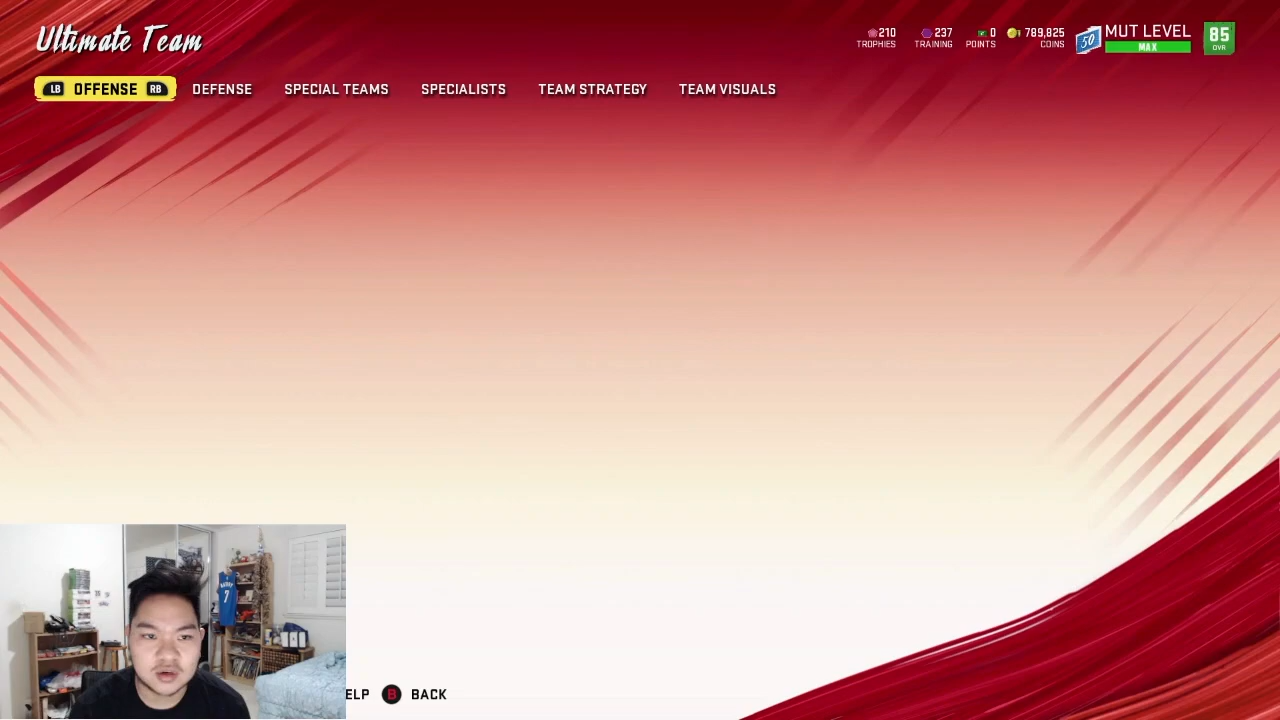 Ultimate Team
210 TROPHIES
237 TRAINING
0 POINTS
789,825 COINS
50
MUT LEVEL
MAX
85 OVR
LB OFFENSE RB DEFENSE SPECIAL TEAMS SPECIALISTS TEAM STRATEGY TEAM VISUALS
7
ELP B BACK